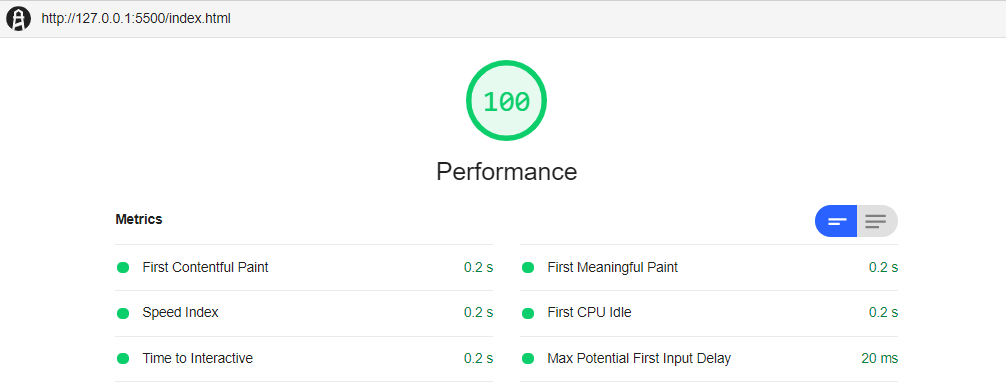 http://127.0.0.1:5500/index.html
100
Performance
Metrics
First Contentful Paint 0.2 s
First Meaningful Paint 0.2 s
Speed Index 0.2 s
First CPU Idle 0.2 s
Time to Interactive 0.2 s
Max Potential First Input Delay 20 ms